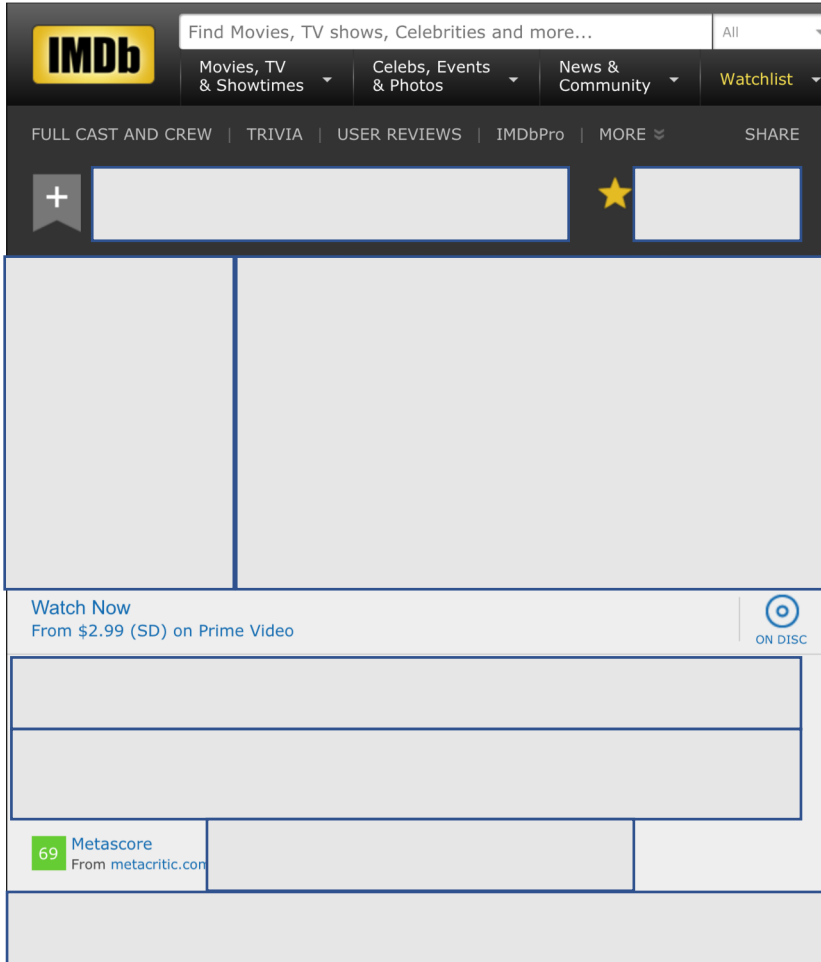 IMDb
Find Movies, TV shows, Celebrities and more...
All
Movies, TV
& Showtimes
Celebs, Events
& Photos
News &
Community
Watchlist
FULL CAST AND CREW | TRIVIA | USER REVIEWS | IMDbPro | MORE
SHARE
Watch Now
From $2.99 (SD) on Prime Video
ON DISC
69
Metascore
From metacritic.com